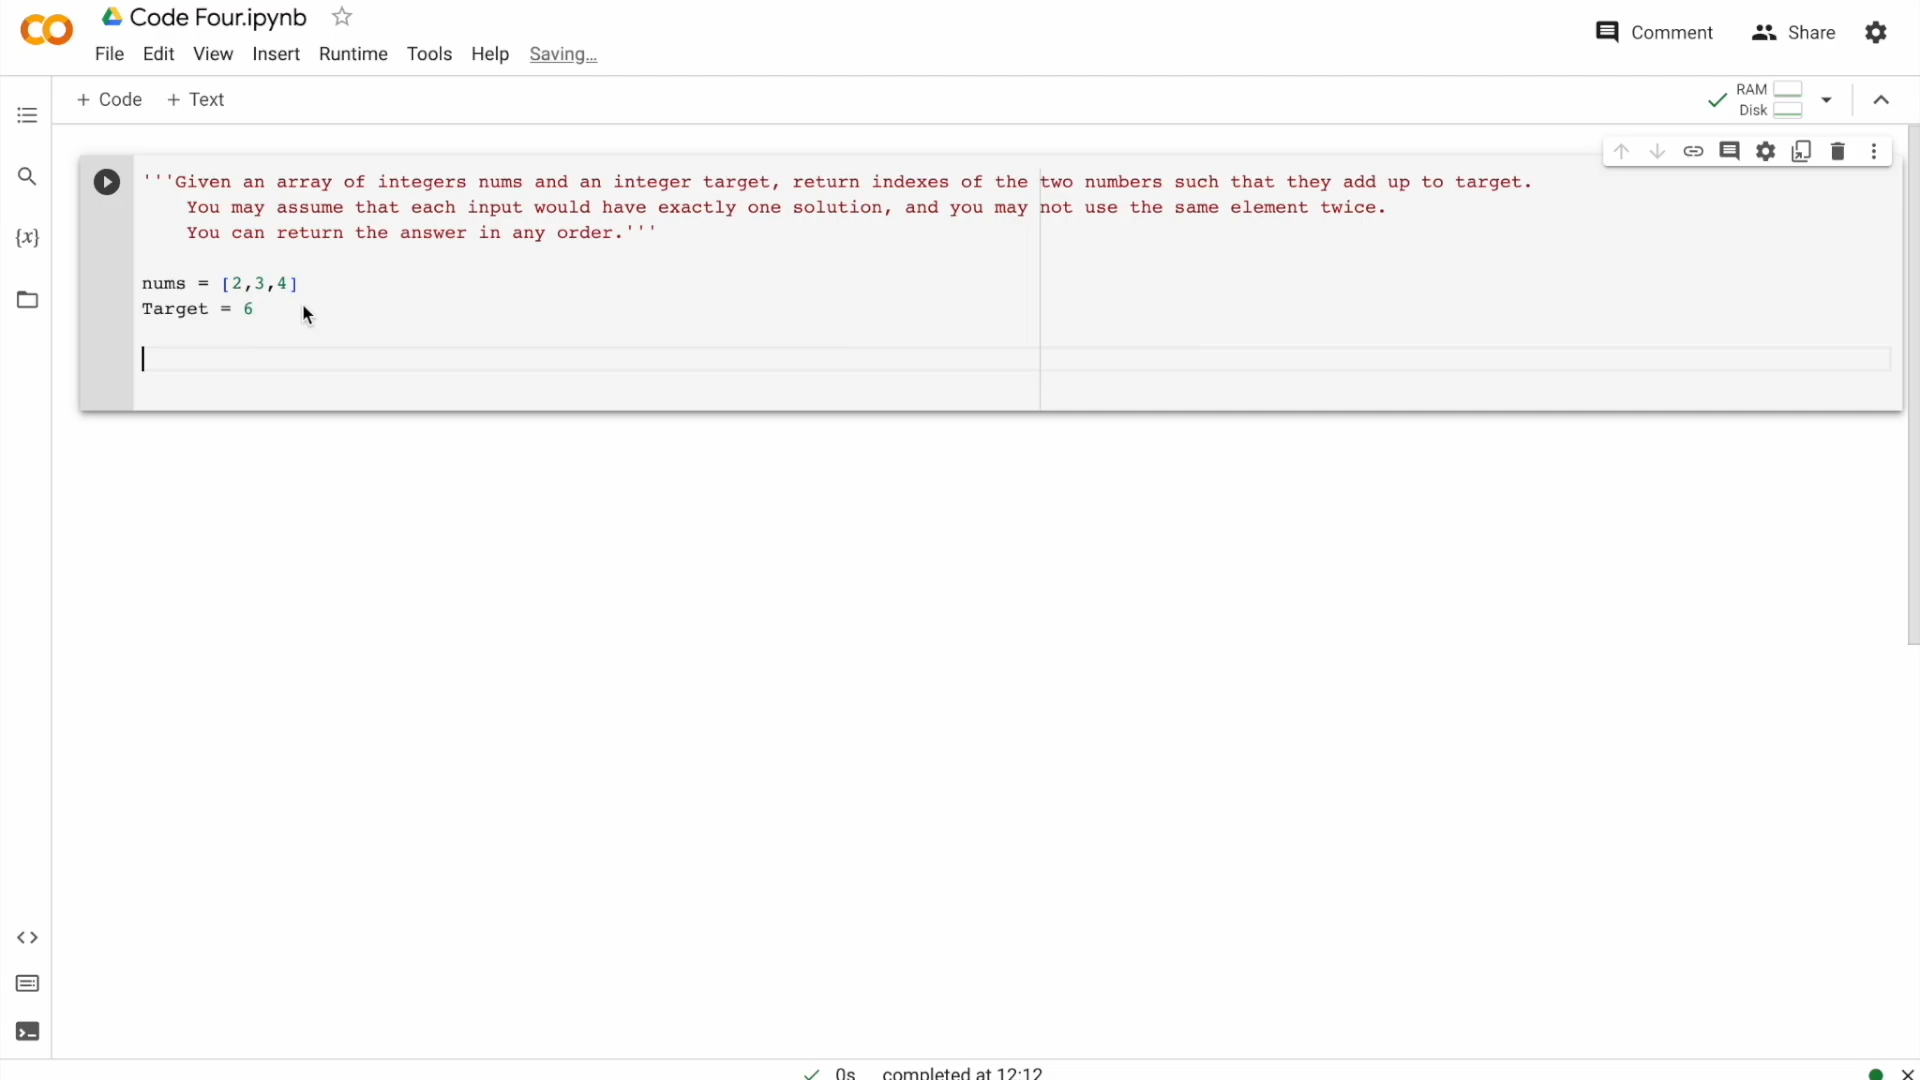 Code Four.ipynb
File Edit View Insert Runtime Tools Help Saving...
Comment Share
+ Code + Text
RAM
Disk
'''Given an array of integers nums and an integer target, return indexes of the two numbers such that they add up to target.
You may assume that each input would have exactly one solution, and you may not use the same element twice.
You can return the answer in any order.'''
nums = [2,3,4]
Target = 6
{x}
0s completed at 12:12